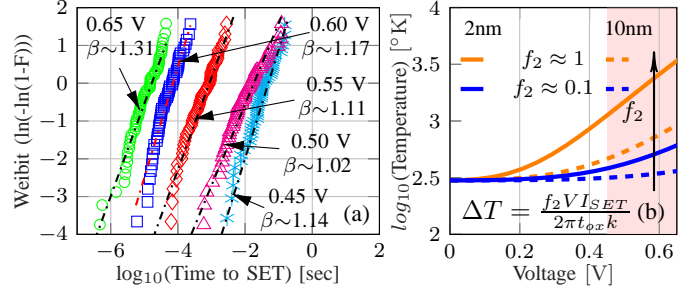 Weibit (ln(-ln(1-F)))
1
0
−1
−2
−3
−4
0.65 V
β∼1.31
0.60 V
β∼1.17
0.55 V
β∼1.11
0.50 V
β∼1.02
0.45 V
β∼1.14
(a)
−6
−4
−2
0
2
log₁₀(Time to SET) [sec]
log₁₀(Temperature) [°K]
4
3.5
3
2.5
2
2nm
10nm
f₂ ≈ 1
f₂ ≈ 0.1
f₂
ΔT = f₂VI_SET / 2πt_oxk
(b)
0
0.2
0.4
0.6
Voltage [V]